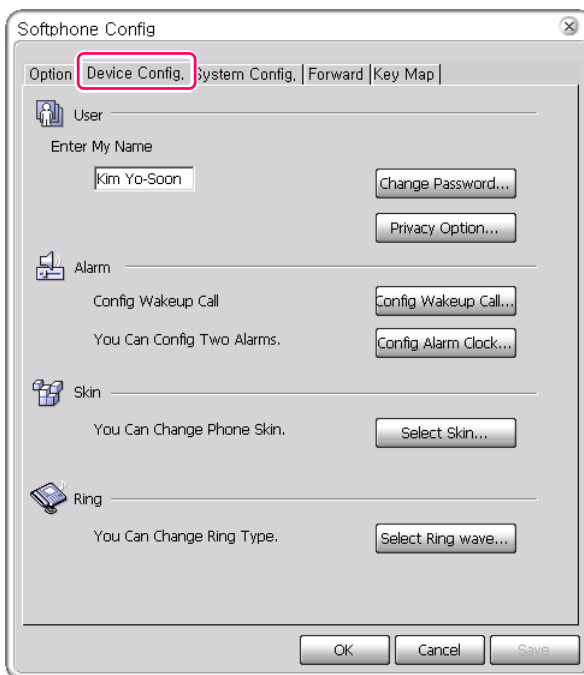 Softphone Config
Option Device Config. System Config. Forward Key Map
User
Enter My Name
Kim Yo-Soon
Change Password...
Privacy Option...
Alarm
Config Wakeup Call Config Wakeup Call...
You Can Config Two Alarms. Config Alarm Clock...
Skin
You Can Change Phone Skin. Select Skin...
Ring
You Can Change Ring Type. Select Ring wave...
OK Cancel Save